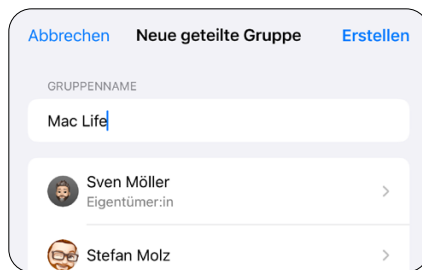 Abbrechen Neue geteilte Gruppe Erstellen
GRUPPENNAME
Mac Life
Sven Möller
Eigentümer:in
Stefan Molz